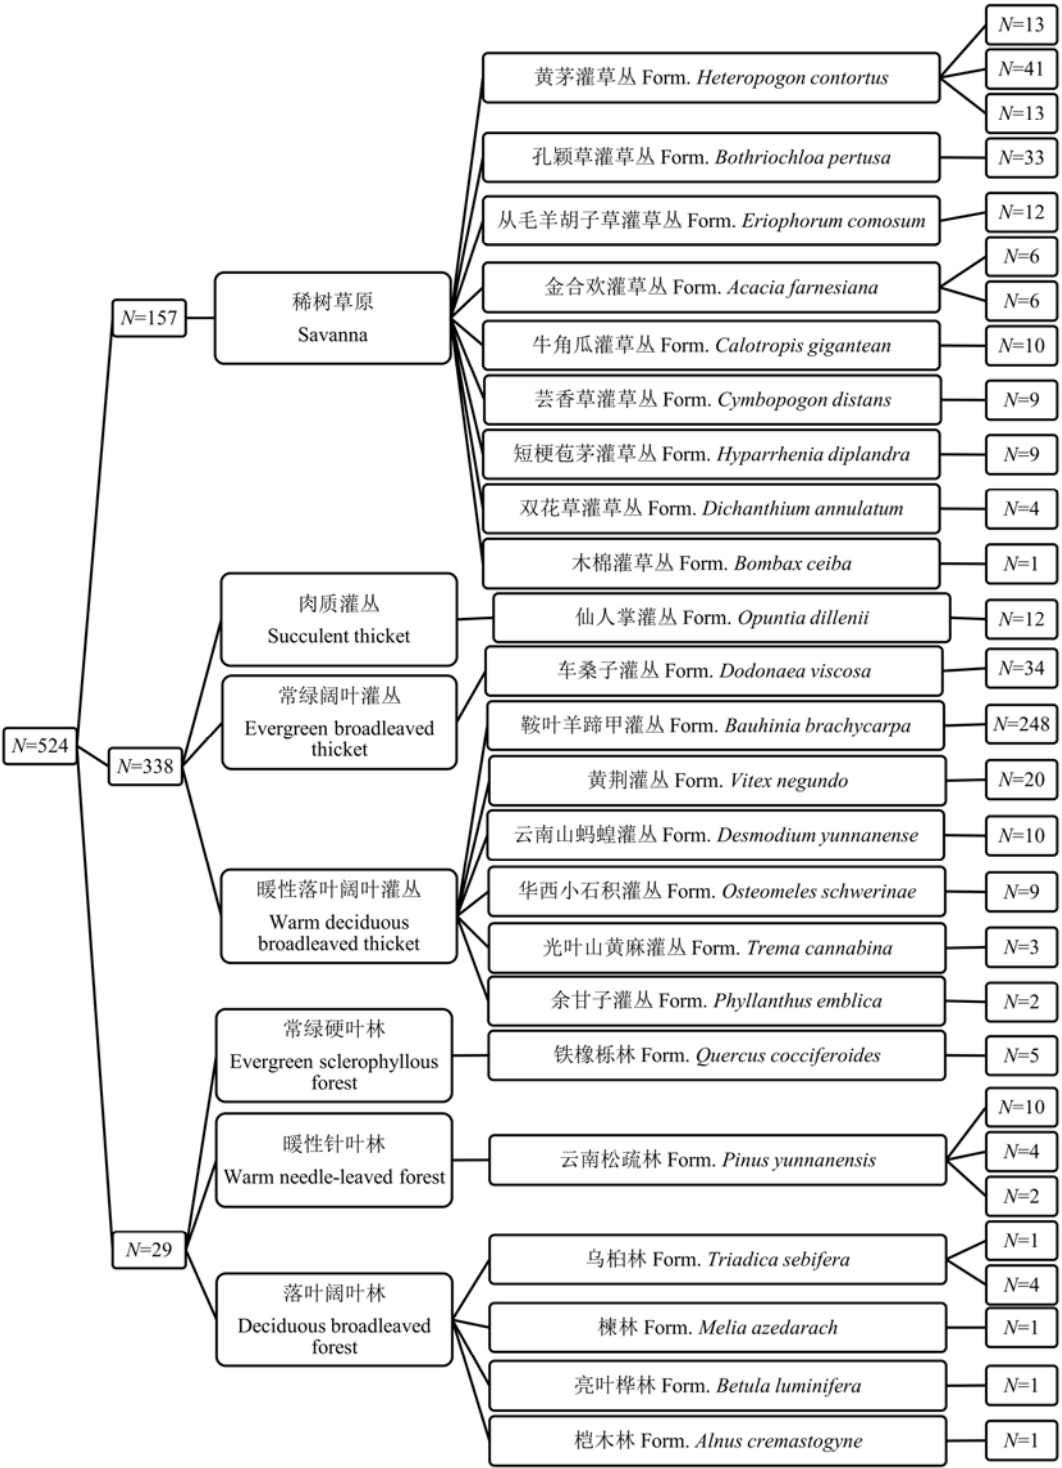 N=524
N=157
稀树草原
Savanna
黄茅灌草丛 Form. Heteropogon contortus
N=13
N=41
N=13
孔颖草灌草丛 Form. Bothriochloa pertusa
N=33
从毛羊胡子草灌草丛 Form. Eriophorum comosum
N=12
金合欢灌草丛 Form. Acacia farnesiana
N=6
N=6
牛角瓜灌草丛 Form. Calotropis gigantean
N=10
芸香草灌草丛 Form. Cymbopogon distans
N=9
短梗苞茅灌草丛 Form. Hyparrhenia diplandra
N=9
双花草灌草丛 Form. Dichanthium annulatum
N=4
木棉灌草丛 Form. Bombax ceiba
N=1
N=338
肉质灌丛
Succulent thicket
仙人掌灌丛 Form. Opuntia dillenii
N=12
常绿阔叶灌丛
Evergreen broadleaved
thicket
车桑子灌丛 Form. Dodonaea viscosa
N=34
暖性落叶阔叶灌丛
Warm deciduous
broadleaved thicket
鞍叶羊蹄甲灌丛 Form. Bauhinia brachycarpa
N=248
黄荆灌丛 Form. Vitex negundo
N=20
云南山蚂蝗灌丛 Form. Desmodium yunnanense
N=10
华西小石积灌丛 Form. Osteomeles schwerinae
N=9
光叶山黄麻灌丛 Form. Trema cannabina
N=3
余甘子灌丛 Form. Phyllanthus emblica
N=2
N=29
常绿硬叶林
Evergreen sclerophyllous
forest
铁橡栎林 Form. Quercus cocciferoides
N=5
暖性针叶林
Warm needle-leaved forest
云南松疏林 Form. Pinus yunnanensis
N=10
N=4
N=2
落叶阔叶林
Deciduous broadleaved
forest
乌桕林 Form. Triadica sebifera
N=1
N=4
楝林 Form. Melia azedarach
N=1
亮叶桦林 Form. Betula luminifera
N=1
桤木林 Form. Alnus cremastogyne
N=1